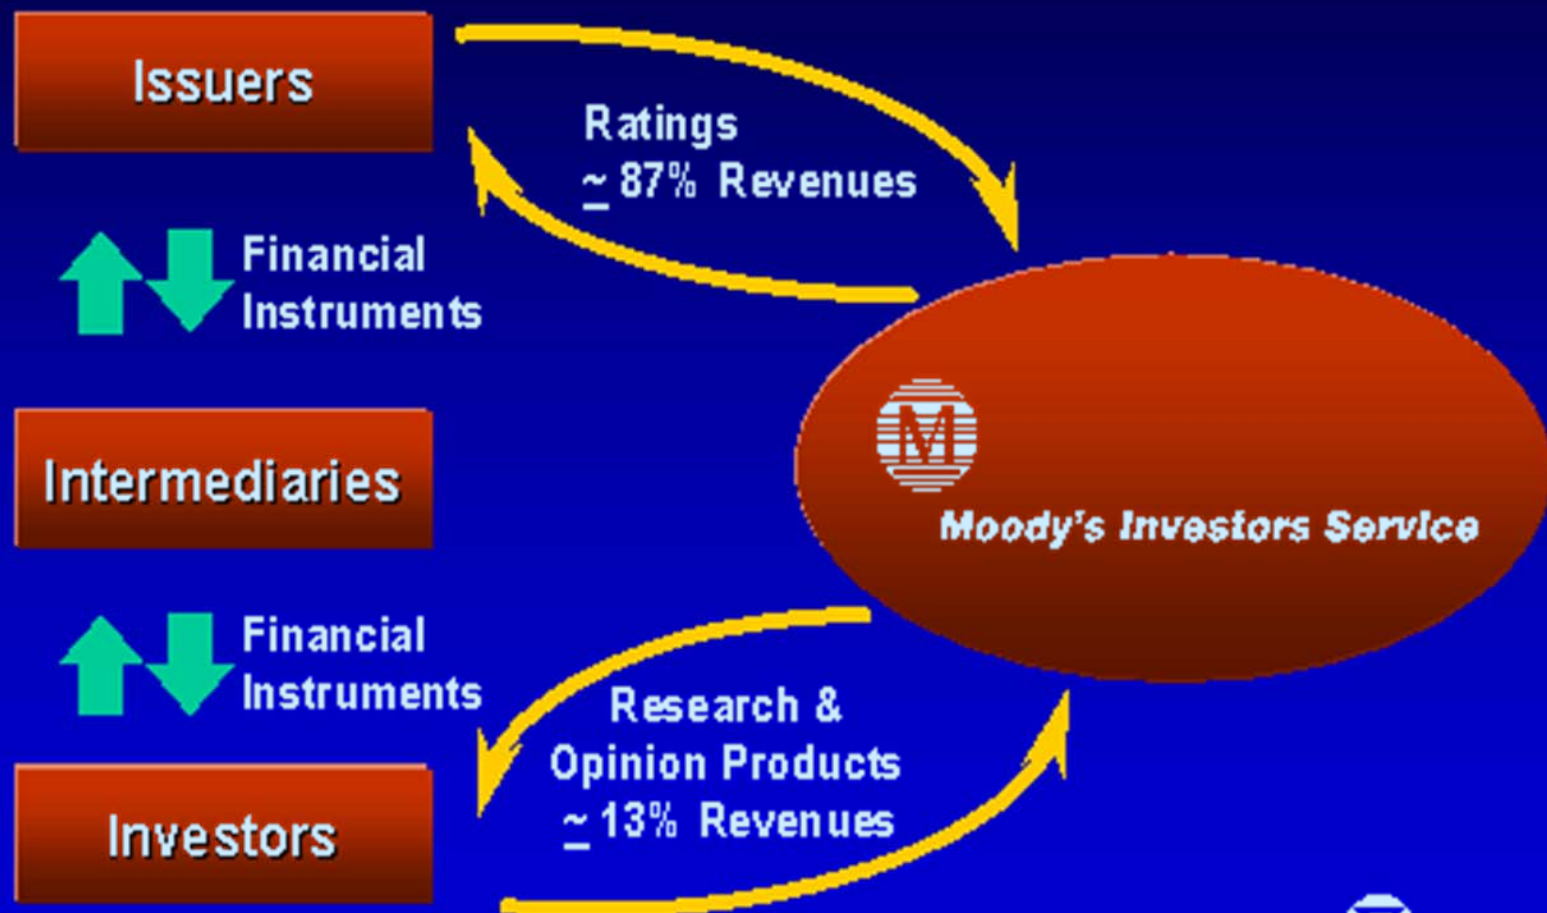 Issuers
Ratings
~ 87% Revenues
Financial
Instruments
M
Intermediaries
Moody's Investors Service
Financial
Instruments
Research &
Opinion Products
~ 13% Revenues
Investors